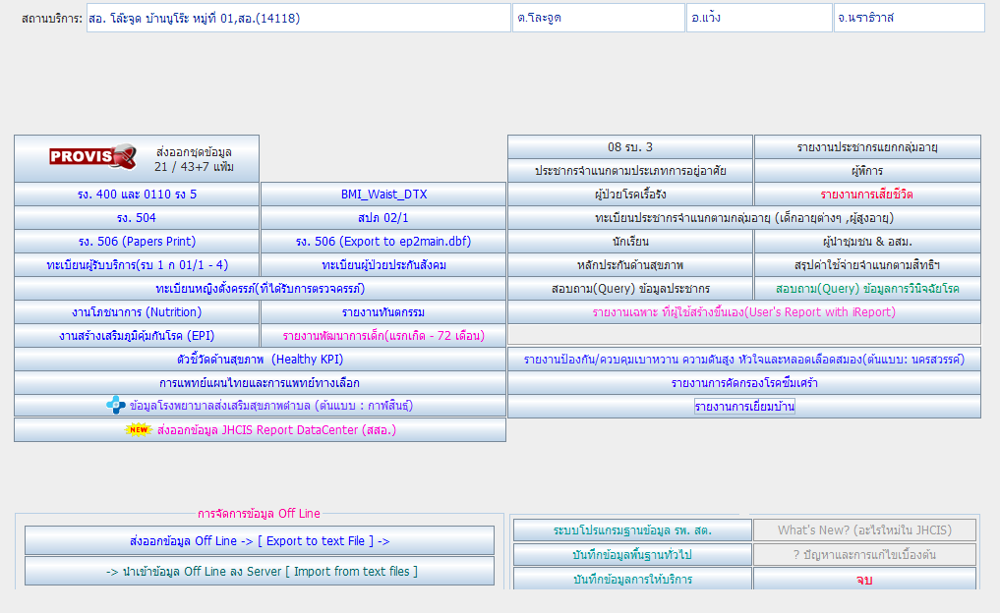 สถานบริการ: สอ. โล๊ะจูด บ้านบูโร๊ะ หมู่ที่ 01,สอ.(14118) ต.โละจูด อ.แว้ง จ.นราธิวาส
PROVIS ส่งออกชุดข้อมูล
21 / 43+7 แฟ้ม
08 รบ. 3 รายงานประชากรแยกกลุ่มอายุ
ประชากรจำแนกตามประเภทการอยู่อาศัย ผู้พิการ
รง. 400 และ 0110 รง 5 BMI_Waist_DTX ผู้ป่วยโรคเรื้อรัง รายงานการเสียชีวิต
รง. 504 สปภ 02/1 ทะเบียนประชากรจำแนกตามกลุ่มอายุ (เด็กอายุต่างๆ ,ผู้สูงอายุ)
รง. 506 (Papers Print) รง. 506 (Export to ep2main.dbf) นักเรียน ผู้นำชุมชน & อสม.
ทะเบียนผู้รับบริการ(รบ 1 ก 01/1 - 4) ทะเบียนผู้ป่วยประกันสังคม หลักประกันด้านสุขภาพ สรุปค่าใช้จ่ายจำแนกตามสิทธิฯ
ทะเบียนหญิงตั้งครรภ์(ที่ได้รับการตรวจครรภ์) สอบถาม(Query) ข้อมูลประชากร สอบถาม(Query) ข้อมูลการวินิจฉัยโรค
งานโภชนาการ (Nutrition) รายงานทันตกรรม รายงานเฉพาะ ที่ผู้ใช้สร้างขึ้นเอง(User's Report with iReport)
งานสร้างเสริมภูมิคุ้มกันโรค (EPI) รายงานพัฒนาการเด็ก(แรกเกิด - 72 เดือน)
ตัวชี้วัดด้านสุขภาพ (Healthy KPI) รายงานป้องกัน/ควบคุมเบาหวาน ความดันสูง หัวใจและหลอดเลือดสมอง(ต้นแบบ: นครสวรรค์)
การแพทย์แผนไทยและการแพทย์ทางเลือก รายงานการคัดกรองโรคซึมเศร้า
ข้อมูลโรงพยาบาลส่งเสริมสุขภาพตำบล (ต้นแบบ : กาฬสินธุ์) รายงานการเยี่ยมบ้าน
NEW ส่งออกข้อมูล JHCIS Report DataCenter (สสอ.)
การจัดการข้อมูล Off Line
ส่งออกข้อมูล Off Line -> [ Export to text File ] ->
-> นำเข้าข้อมูล Off Line ลง Server [ Import from text files ]
ระบบโปรแกรมฐานข้อมูล รพ. สต. What's New? (อะไรใหม่ใน JHCIS)
บันทึกข้อมูลพื้นฐานทั่วไป ? ปัญหาและการแก้ไขเบื้องต้น
บันทึกข้อมูลการให้บริการ จบ